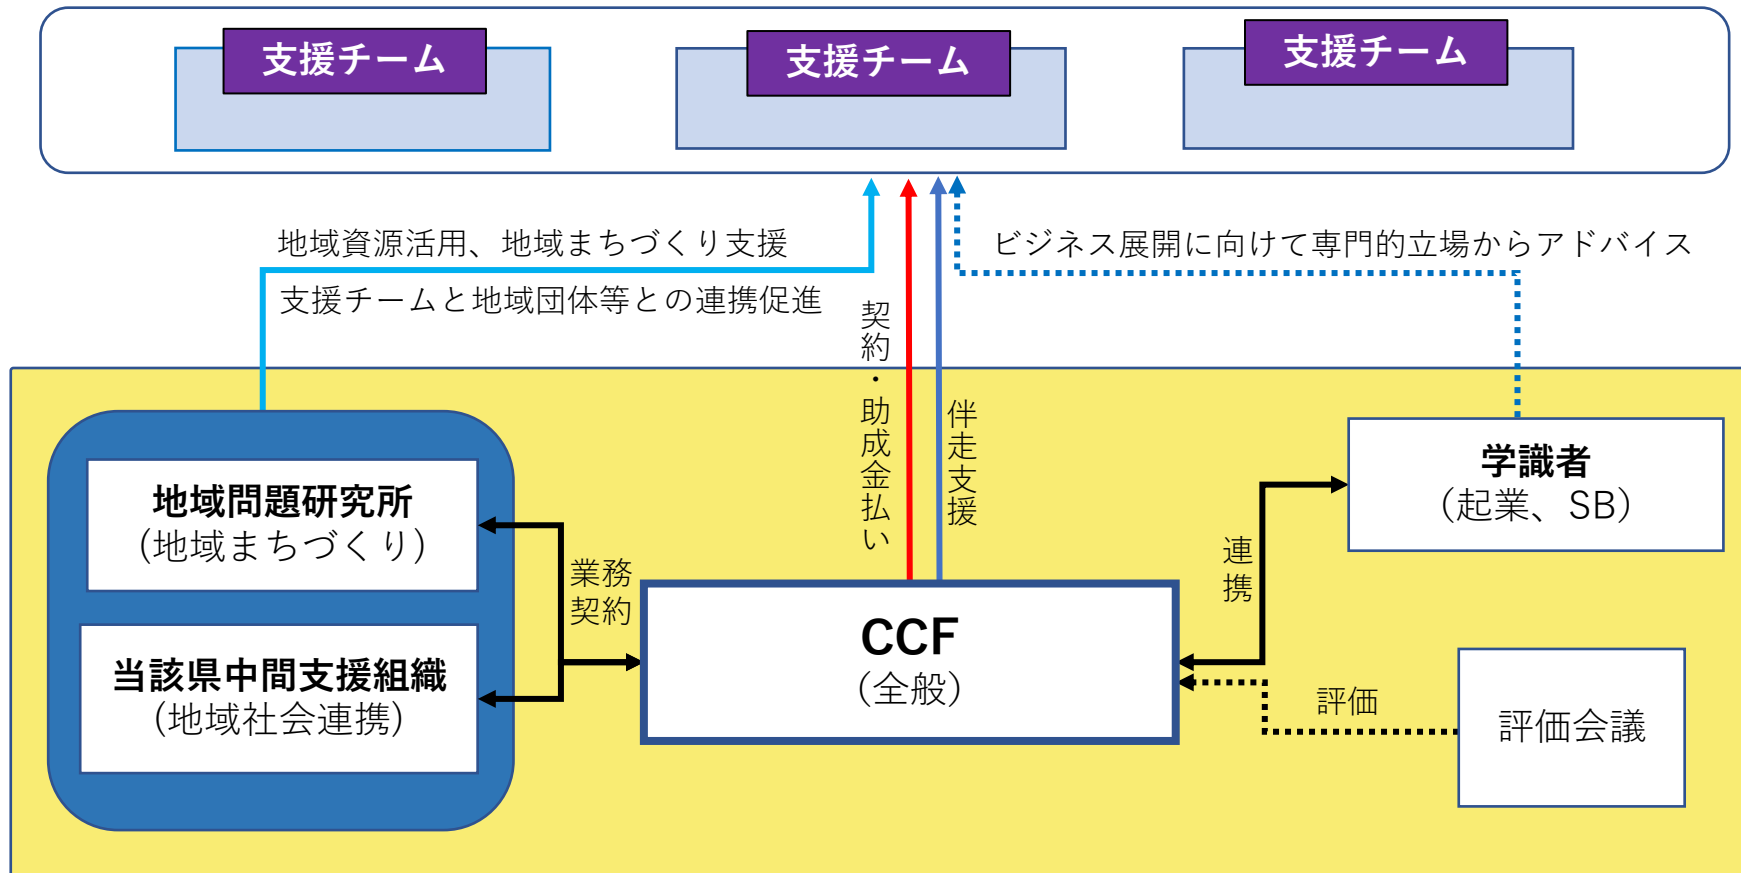 支援チーム
支援チーム
支援チーム
地域資源活用、地域まちづくり支援
支援チームと地域団体等との連携促進
ビジネス展開に向けて専門的立場からアドバイス
契約・助成金払い
伴走支援
地域問題研究所
(地域まちづくり)
当該県中間支援組織
(地域社会連携)
業務
契約
CCF
(全般)
連携
学識者
(起業、SB)
評価
評価会議